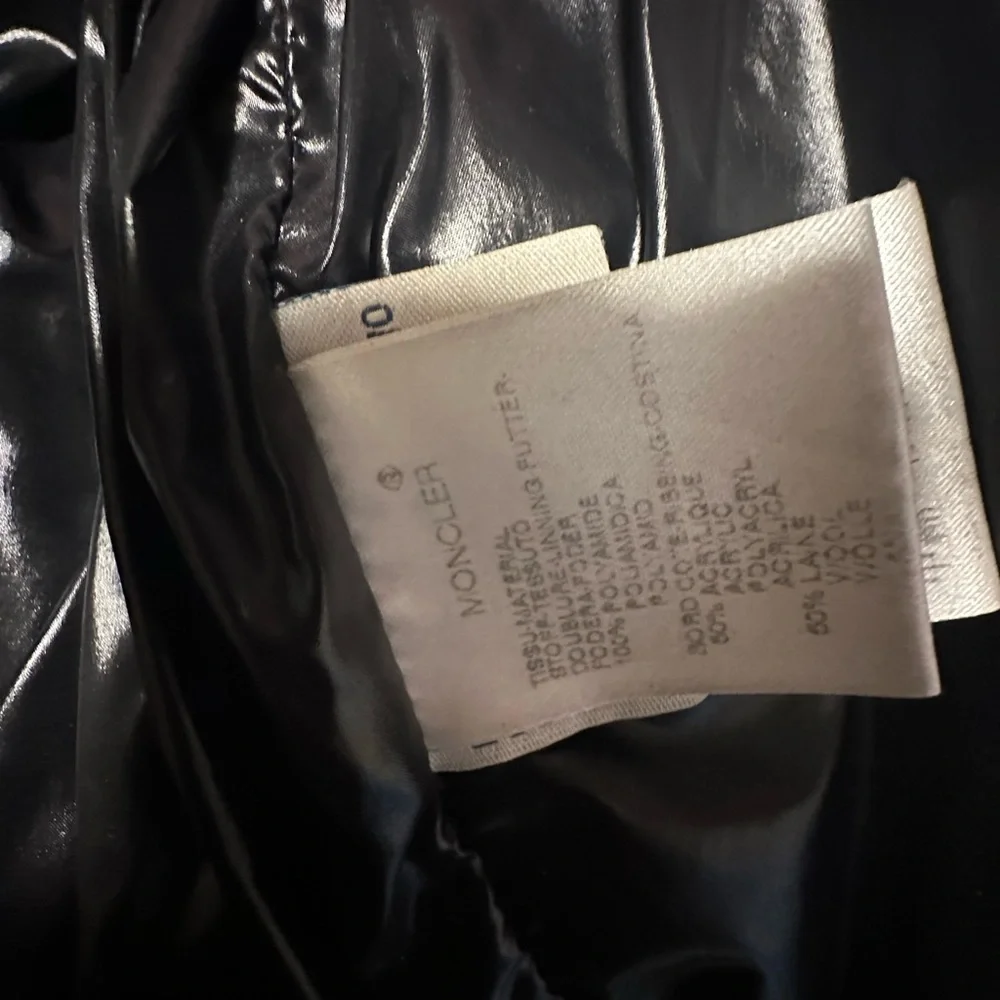 MONCLER ®
TISSU-MATERIAL
STOFF-TESSUTO
DOUBLURE-LINING FUTTER-
FODERA-FODER
100% POLYAMIDE
POLIAMIDICA
POLYAMID
BORD COTE-RIBBING-COSTINA
50% ACRYLIQUE
ACRYLIC
POLYACRYL
ACRILICA
50% LAINE
WOOL
WOLLE